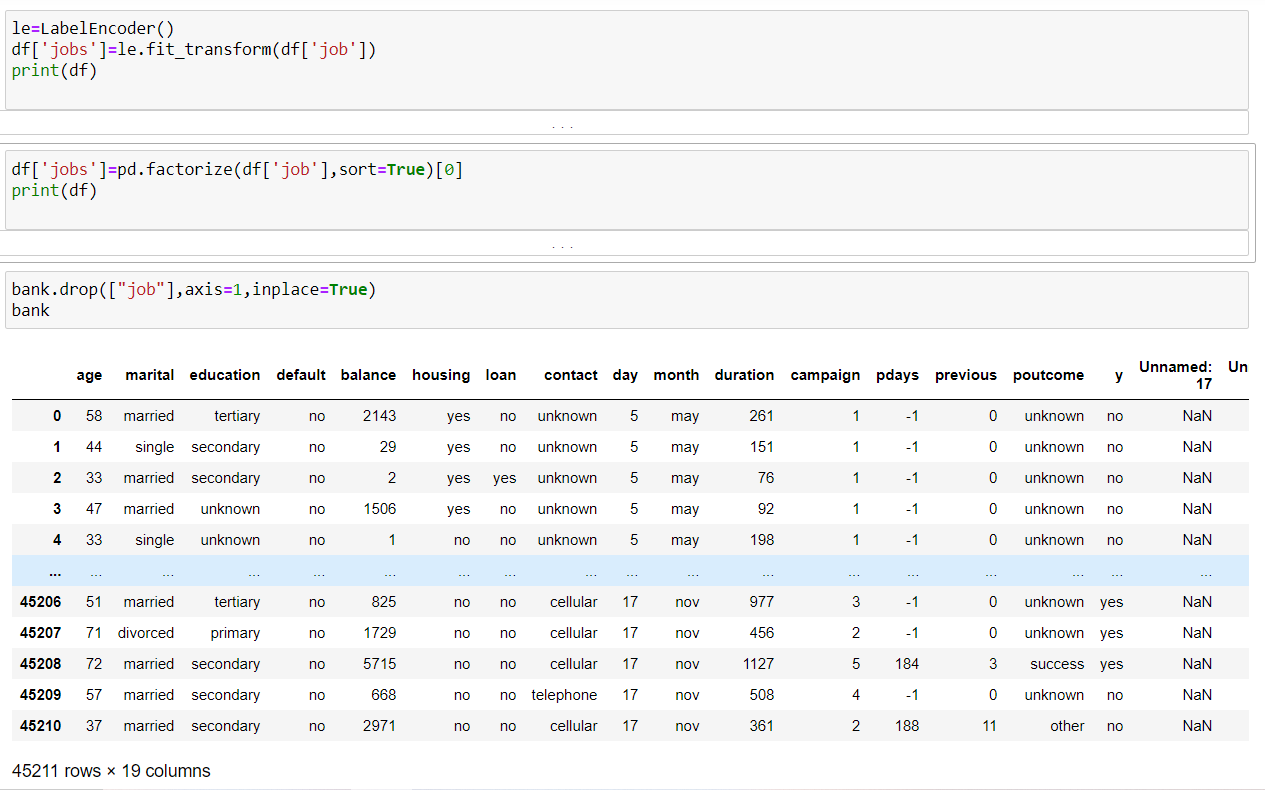 le=LabelEncoder()
df['jobs']=le.fit_transform(df['job'])
print(df)
...
df['jobs']=pd.factorize(df['job'],sort=True)[0]
print(df)
...
bank.drop(["job"],axis=1,inplace=True)
bank
age marital education default balance housing loan contact day month duration campaign pdays previous poutcome y Unnamed: 17 Un
0 58 married tertiary no 2143 yes no unknown 5 may 261 1 -1 0 unknown no NaN
1 44 single secondary no 29 yes no unknown 5 may 151 1 -1 0 unknown no NaN
2 33 married secondary no 2 yes yes unknown 5 may 76 1 -1 0 unknown no NaN
3 47 married unknown no 1506 yes no unknown 5 may 92 1 -1 0 unknown no NaN
4 33 single unknown no 1 no no unknown 5 may 198 1 -1 0 unknown no NaN
... ... ... ... ... ... ... ... ... ... ... ... ... ... ... ... ... ...
45206 51 married tertiary no 825 no no cellular 17 nov 977 3 -1 0 unknown yes NaN
45207 71 divorced primary no 1729 no no cellular 17 nov 456 2 -1 0 unknown yes NaN
45208 72 married secondary no 5715 no no cellular 17 nov 1127 5 184 3 success yes NaN
45209 57 married secondary no 668 no no telephone 17 nov 508 4 -1 0 unknown no NaN
45210 37 married secondary no 2971 no no cellular 17 nov 361 2 188 11 other no NaN
45211 rows × 19 columns